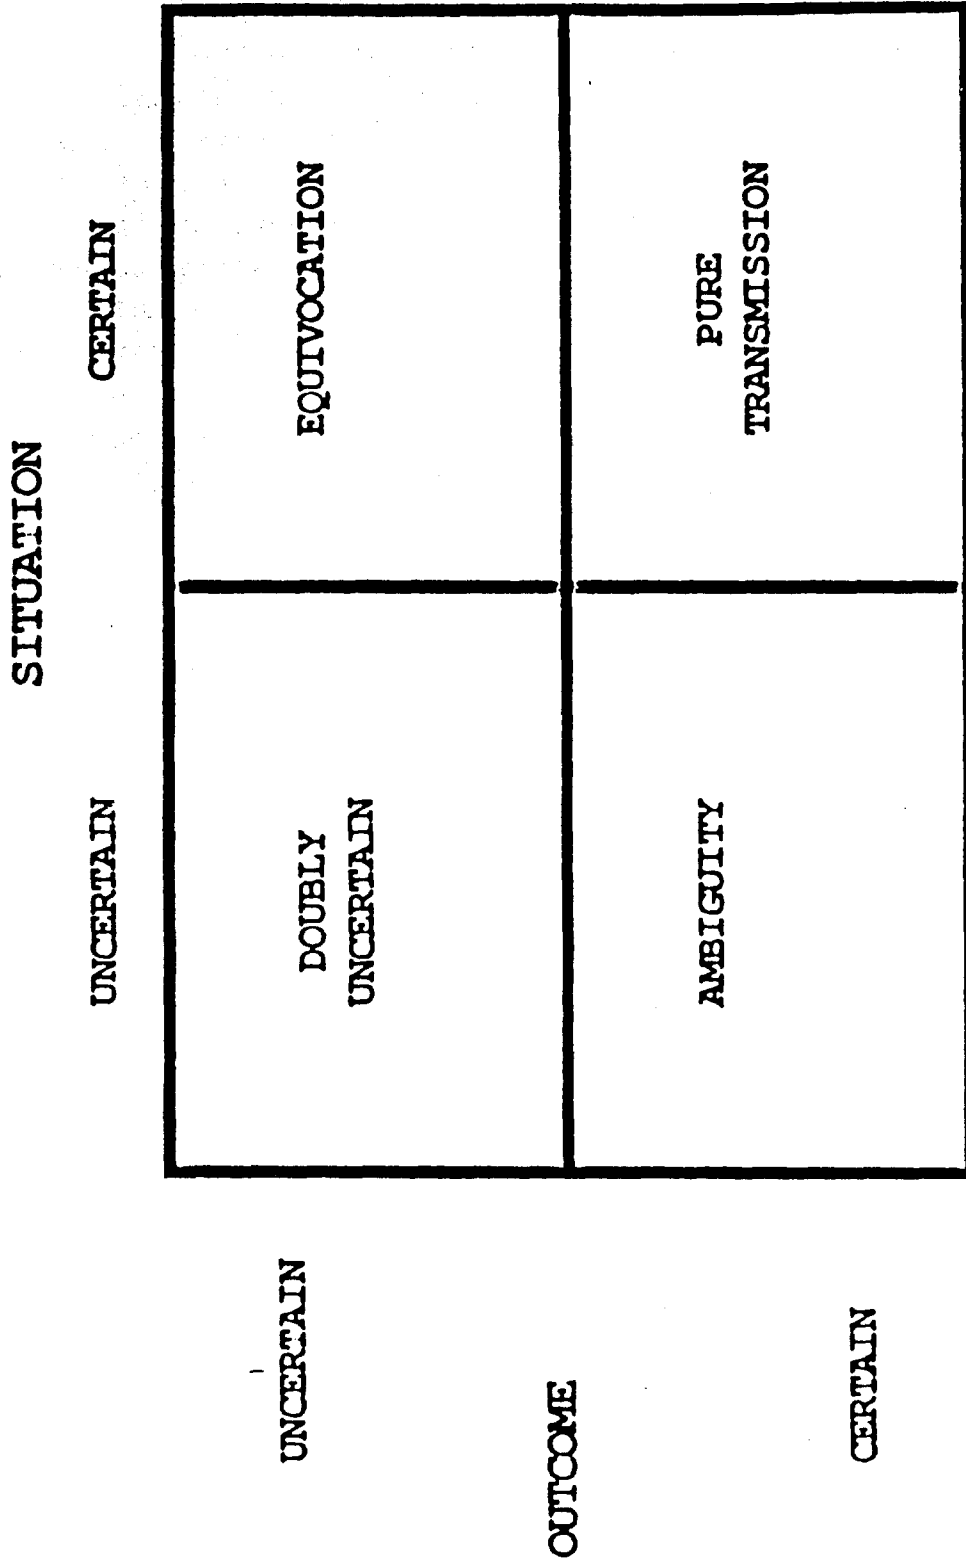 SITUATION
UNCERTAIN
CERTAIN
UNCERTAIN
DOUBLY
UNCERTAIN
EQUIVOCATION
OUTCOME
CERTAIN
AMBIGUITY
PURE
TRANSMISSION